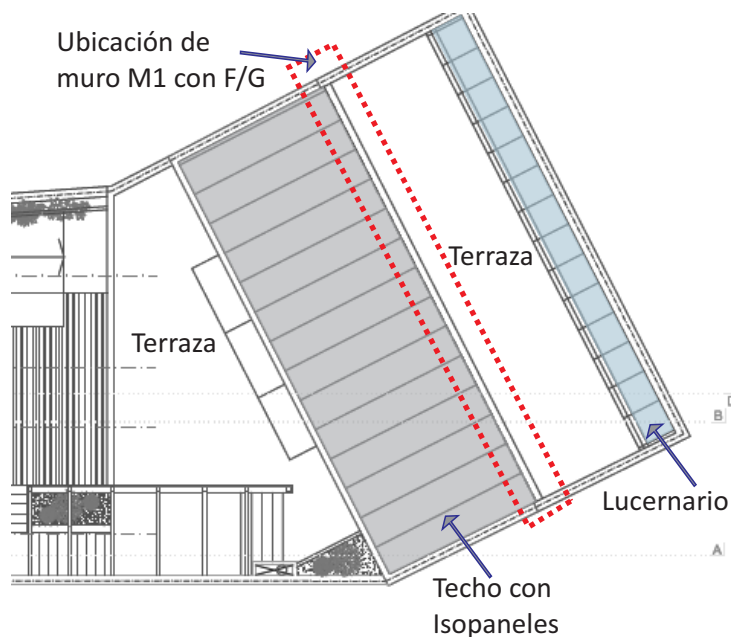 Ubicación de
muro M1 con F/G
Terraza
Terraza
B
Lucernario
A
Techo con
Isopaneles